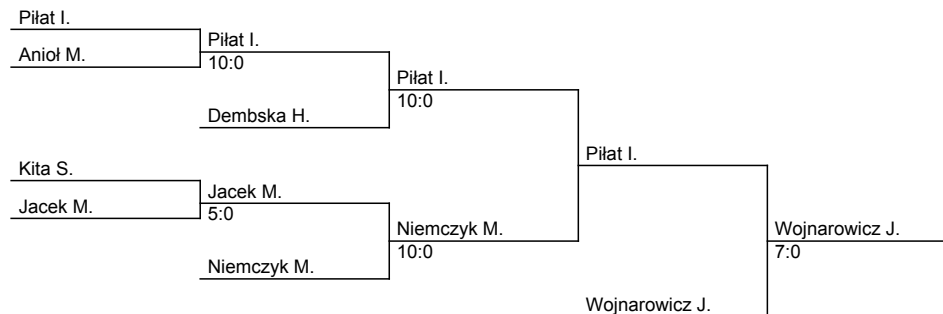 Piłat I.
Anioł M.
Piłat I.
10:0
Dembska H.
Piłat I.
10:0
Kita S.
Jacek M.
Jacek M.
5:0
Niemczyk M.
Niemczyk M.
10:0
Piłat I.
Wojnarowicz J.
Wojnarowicz J.
7:0